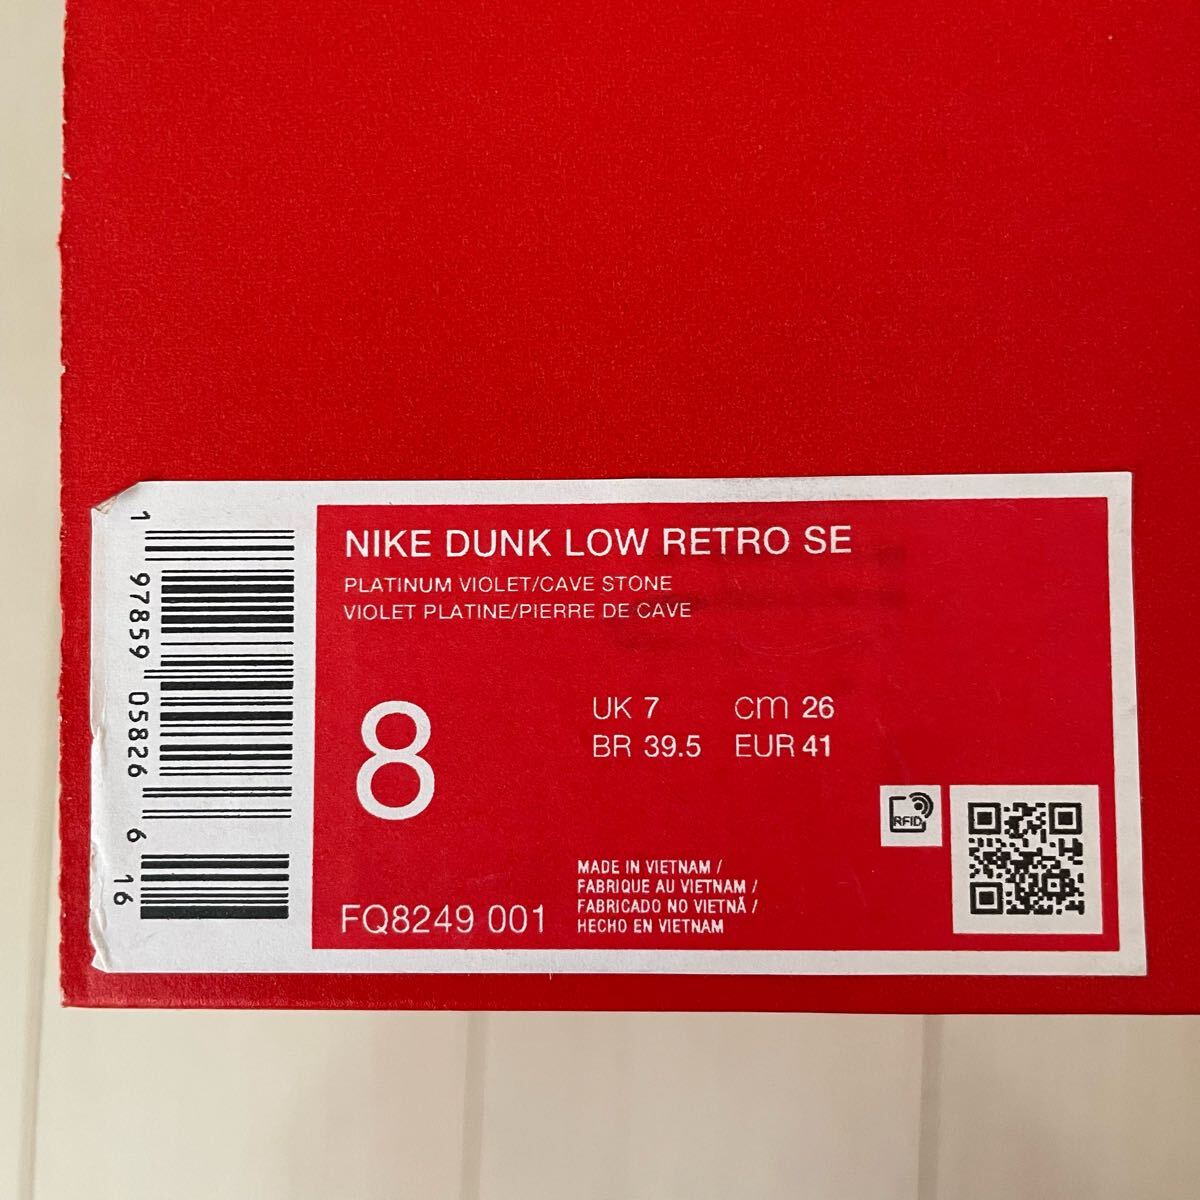 NIKE DUNK LOW RETRO SE
PLATINUM VIOLET/CAVE STONE
VIOLET PLATINE/PIERRE DE CAVE
8
UK 7 cm 26
BR 39.5 EUR 41
RFID
MADE IN VIETNAM /
FABRIQUE AU VIETNAM /
FABRICADO NO VIETNÃ /
HECHO EN VIETNAM
FQ8249 001
1 97859 05826 6 16